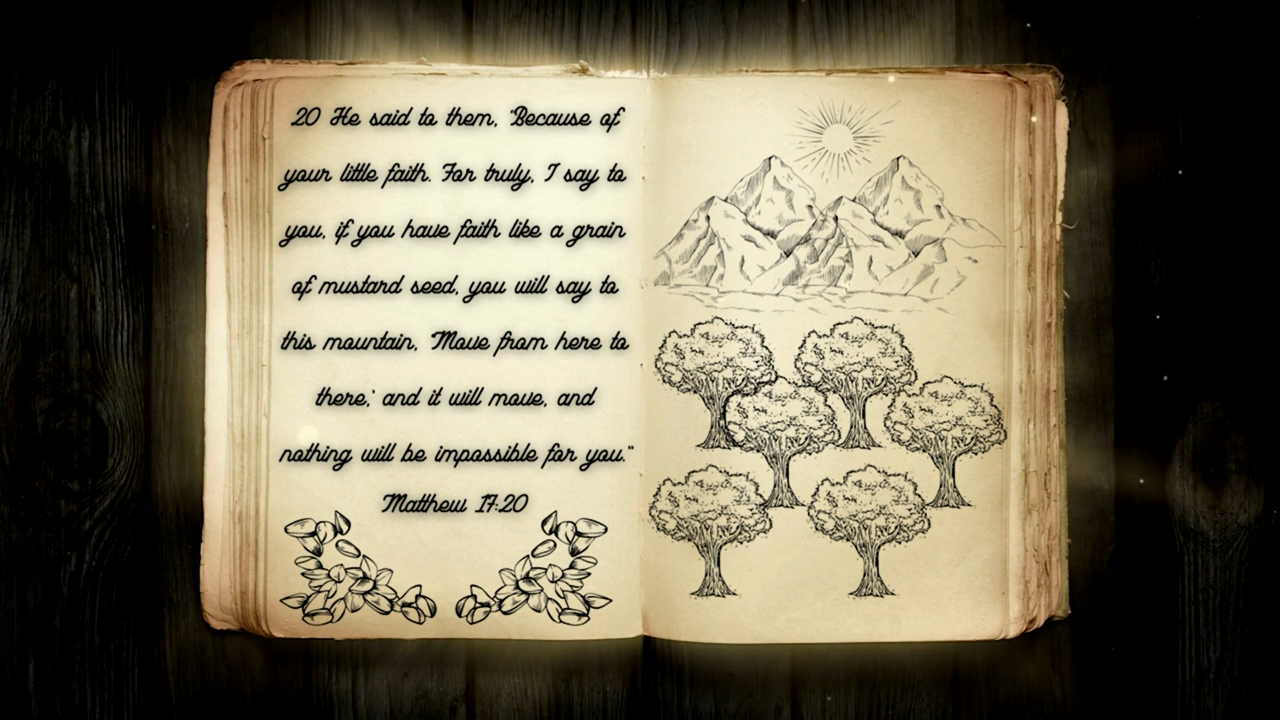 20 He said to them, "Because of
your little faith. For truly, I say to
you, if you have faith like a grain
of mustard seed, you will say to
this mountain, 'Move from here to
there,' and it will move, and
nothing will be impossible for you."
Matthew 17:20